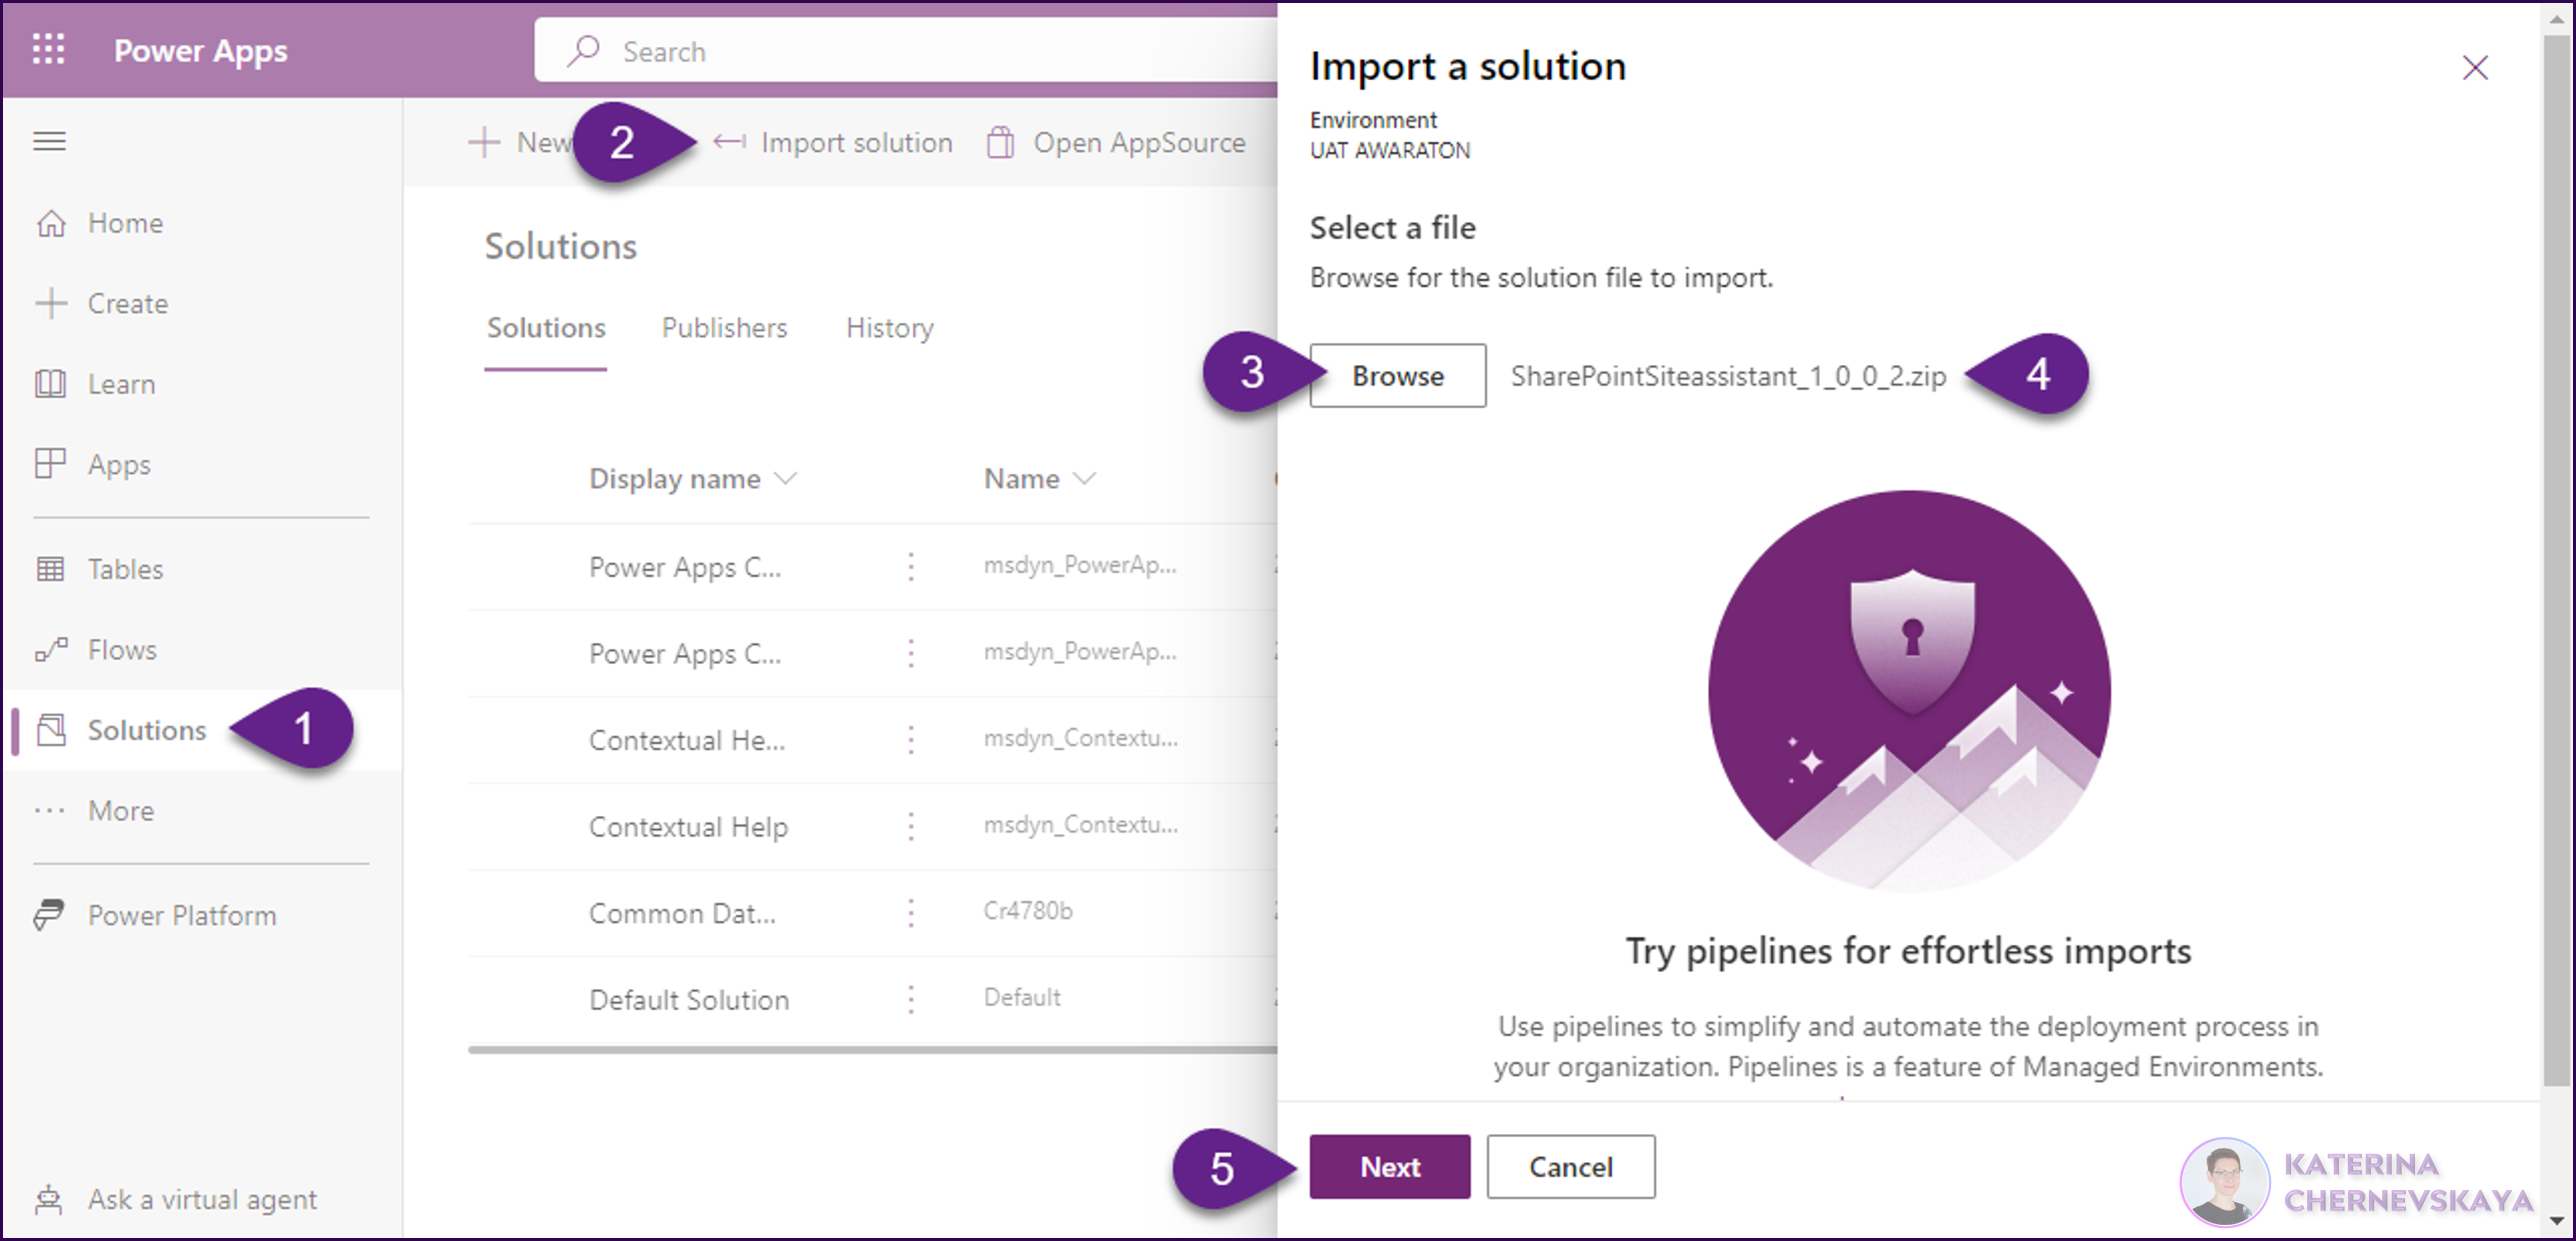 Power Apps
Search
Home
Create
Learn
Apps
Tables
Flows
Solutions
1
More
Power Platform
Ask a virtual agent
New
2
Import solution
Open AppSource
Solutions
Solutions Publishers History
Display name Name
Power Apps C... msdyn_PowerAp...
Power Apps C... msdyn_PowerAp...
Contextual He... msdyn_Contextu...
Contextual Help msdyn_Contextu...
Common Dat... Cr4780b
Default Solution Default
Import a solution
Environment
UAT AWARATON
Select a file
Browse for the solution file to import.
3
Browse
SharePointSiteassistant_1_0_0_2.zip
4
Try pipelines for effortless imports
Use pipelines to simplify and automate the deployment process in
your organization. Pipelines is a feature of Managed Environments.
5
Next
Cancel
KATERINA
CHERNEVSKAYA